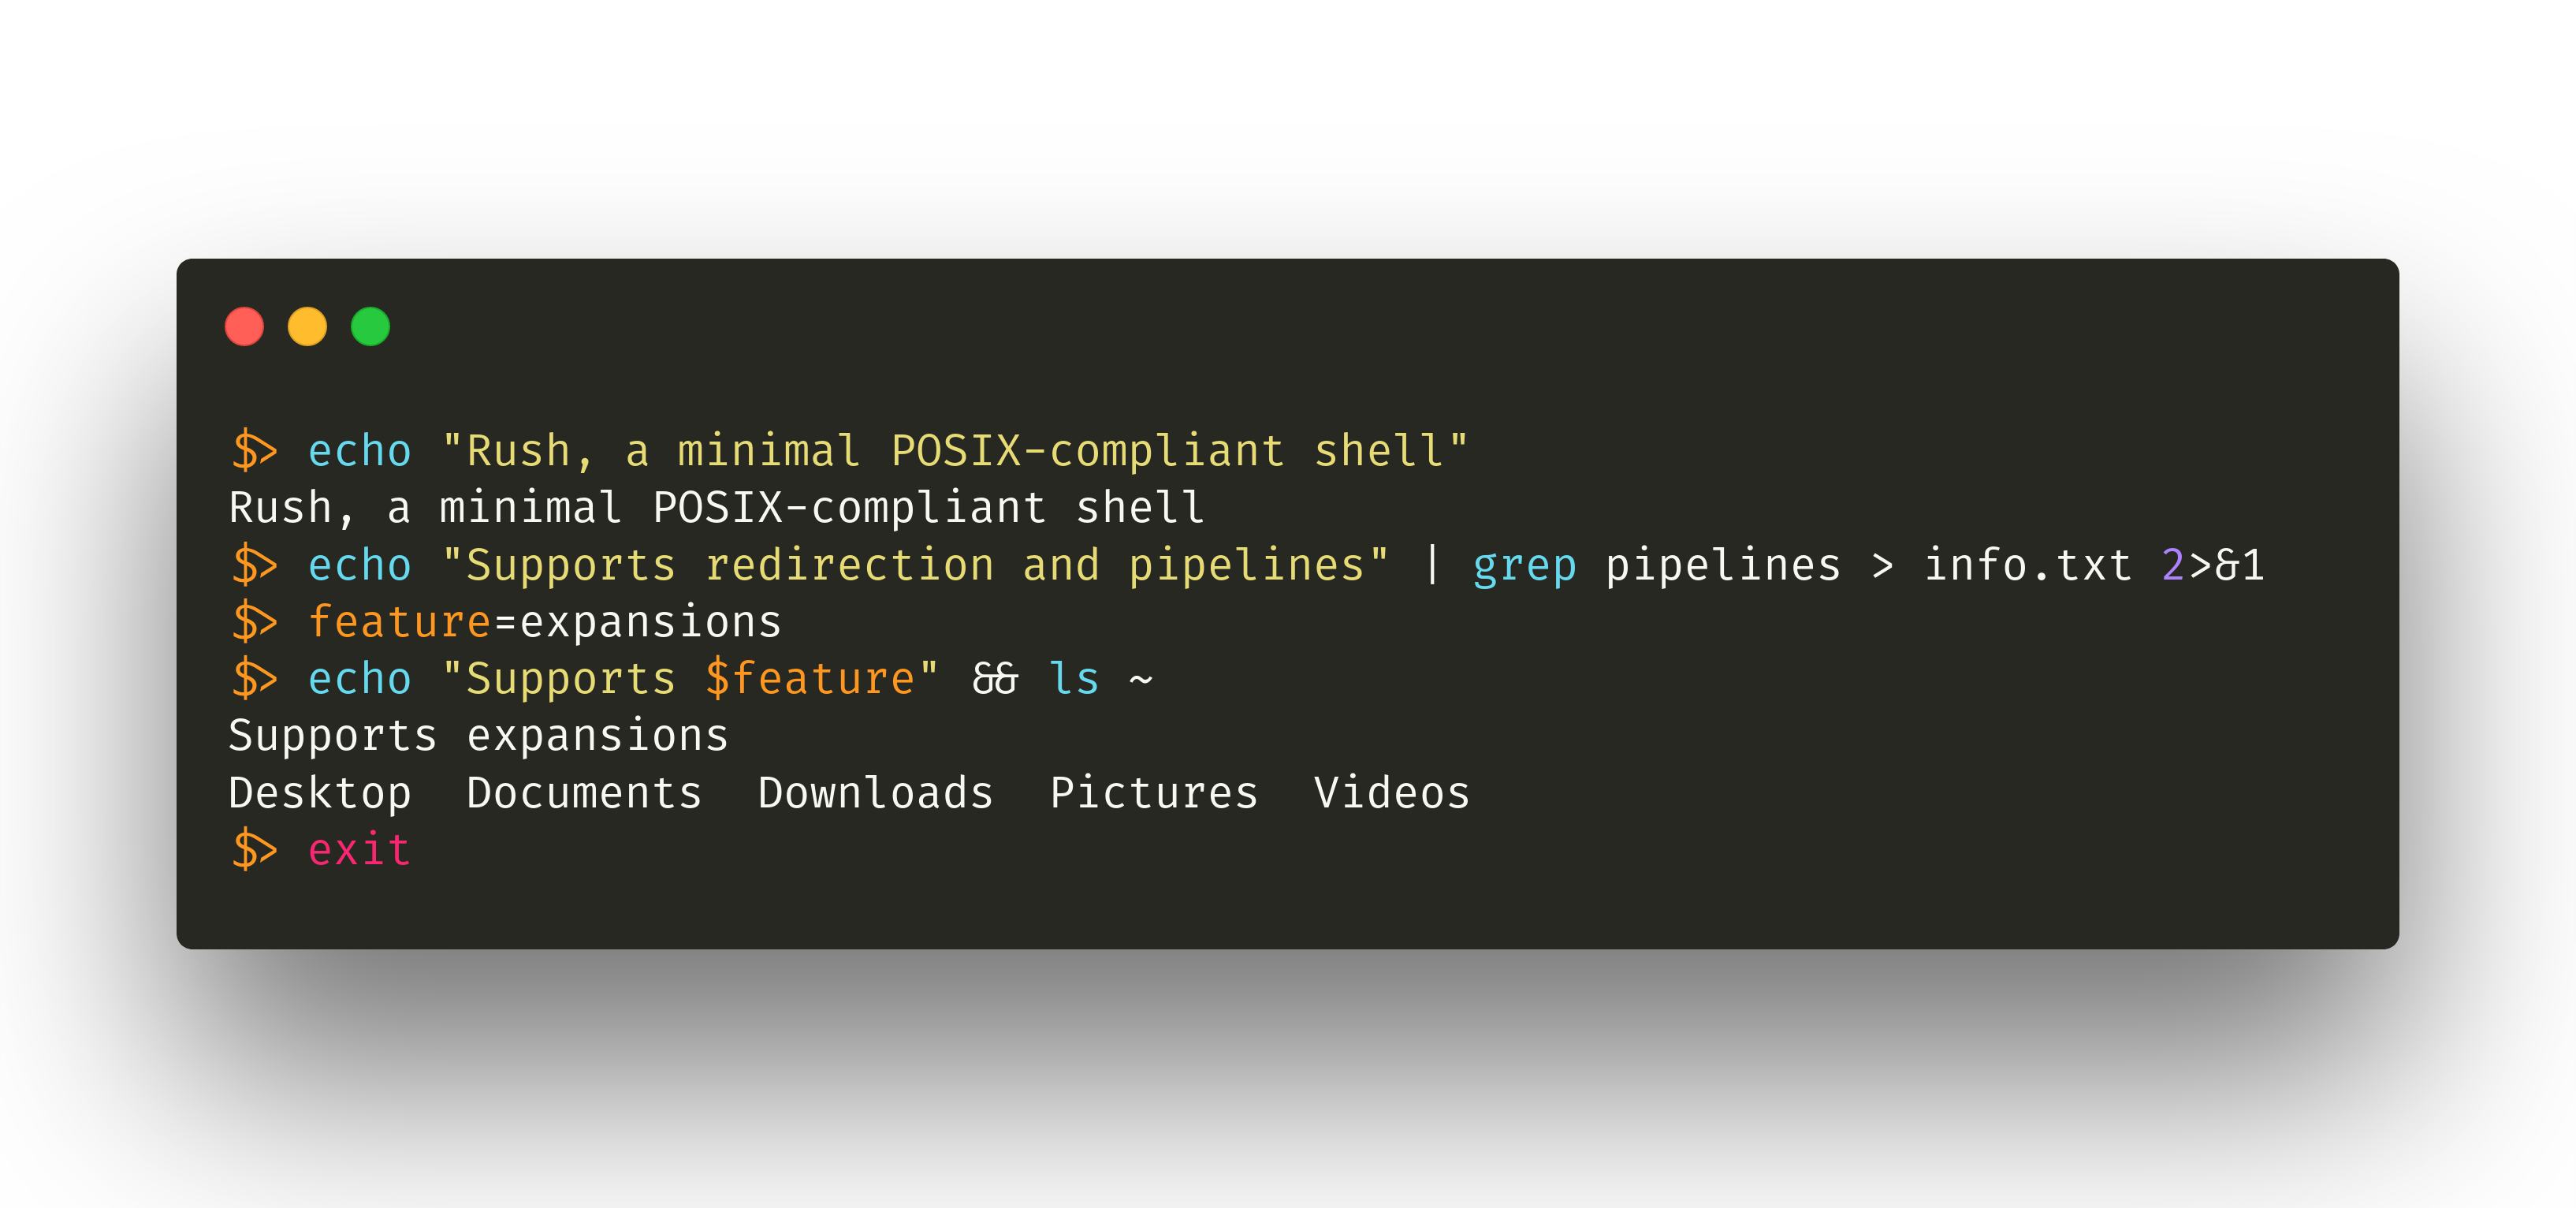 $> echo "Rush, a minimal POSIX-compliant shell"
Rush, a minimal POSIX-compliant shell
$> echo "Supports redirection and pipelines" | grep pipelines > info.txt 2>&1
$> feature=expansions
$> echo "Supports $feature" && ls ~
Supports expansions
Desktop  Documents  Downloads  Pictures  Videos
$> exit